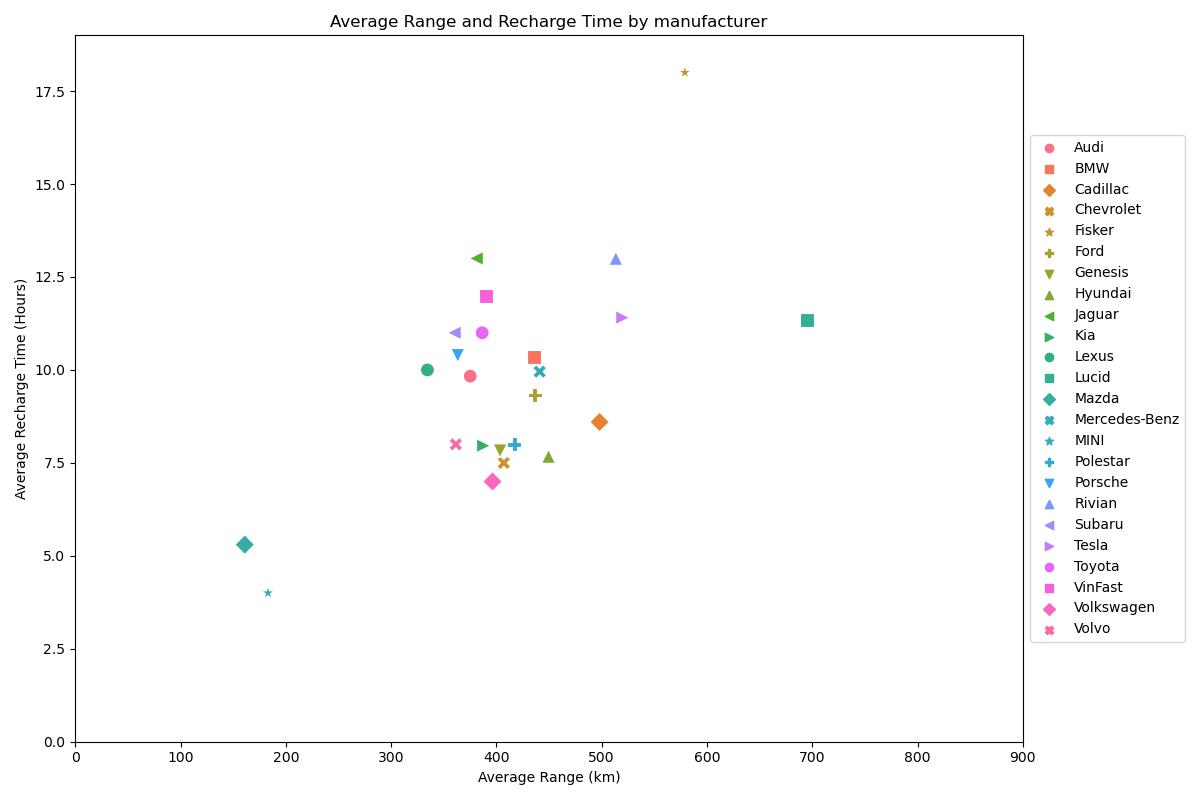 Average Range and Recharge Time by manufacturer
Average Recharge Time (Hours)
17.5
15.0
12.5
10.0
7.5
5.0
2.5
0.0
0 100 200 300 400 500 600 700 800 900
Average Range (km)
Audi
BMW
Cadillac
Chevrolet
Fisker
Ford
Genesis
Hyundai
Jaguar
Kia
Lexus
Lucid
Mazda
Mercedes-Benz
MINI
Polestar
Porsche
Rivian
Subaru
Tesla
Toyota
VinFast
Volkswagen
Volvo